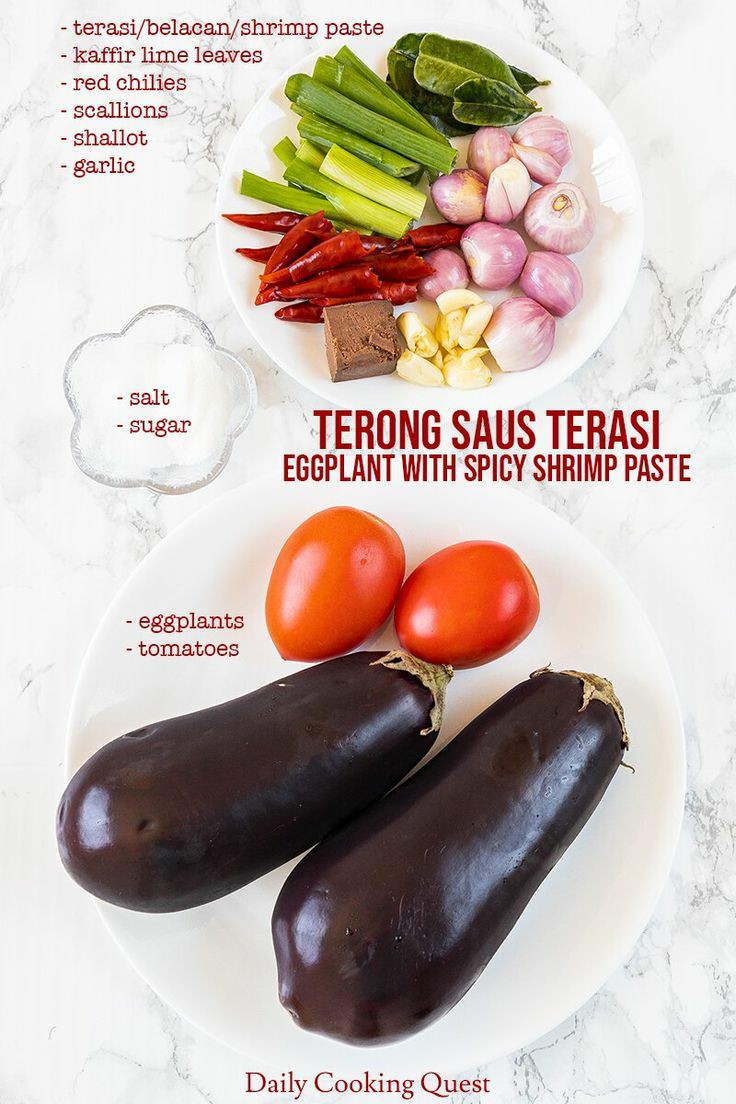 - terasi/belacan/shrimp paste
- kaffir lime leaves
- red chilies
- scallions
- shallot
- garlic
- salt
- sugar
TERONG SAUS TERASI
EGGPLANT WITH SPICY SHRIMP PASTE
- eggplants
- tomatoes
Daily Cooking Quest